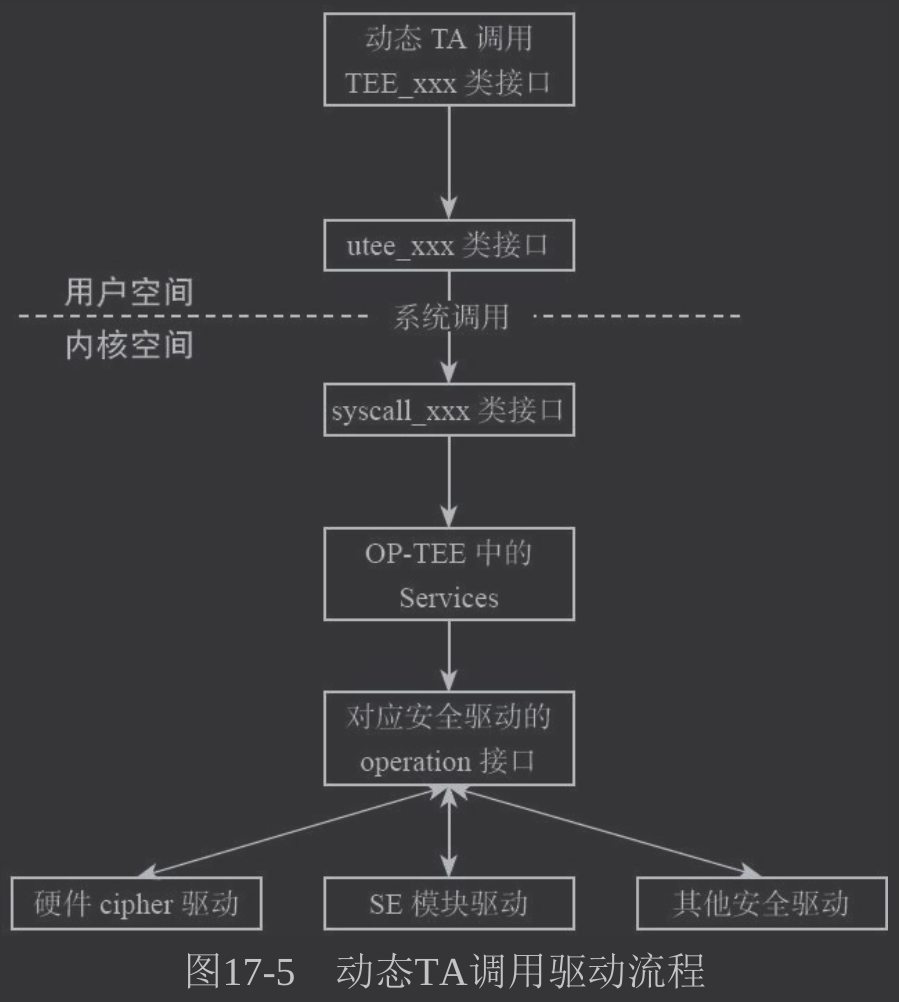 动态 TA 调用
TEE_xxx 类接口
utee_xxx 类接口
用户空间
系统调用
内核空间
syscall_xxx 类接口
OP-TEE 中的
Services
对应安全驱动的
operation 接口
硬件 cipher 驱动
SE 模块驱动
其他安全驱动
图17-5 动态TA调用驱动流程